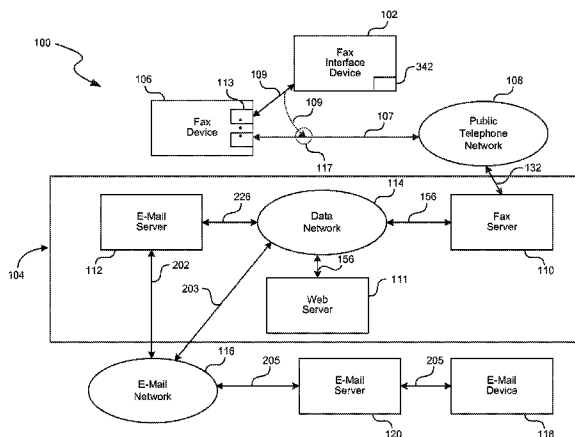 102
100
Fax
Interface
Device
342
106
113
109
109
Fax
Device
107
117
108
Public
Telephone
Network
132
114
226
156
E-Mail
Server
Data
Network
Fax
Server
104
112
202
203
156
111
Web
Server
110
116
205
205
E-Mail
Network
E-Mail
Server
E-Mail
Device
120
118